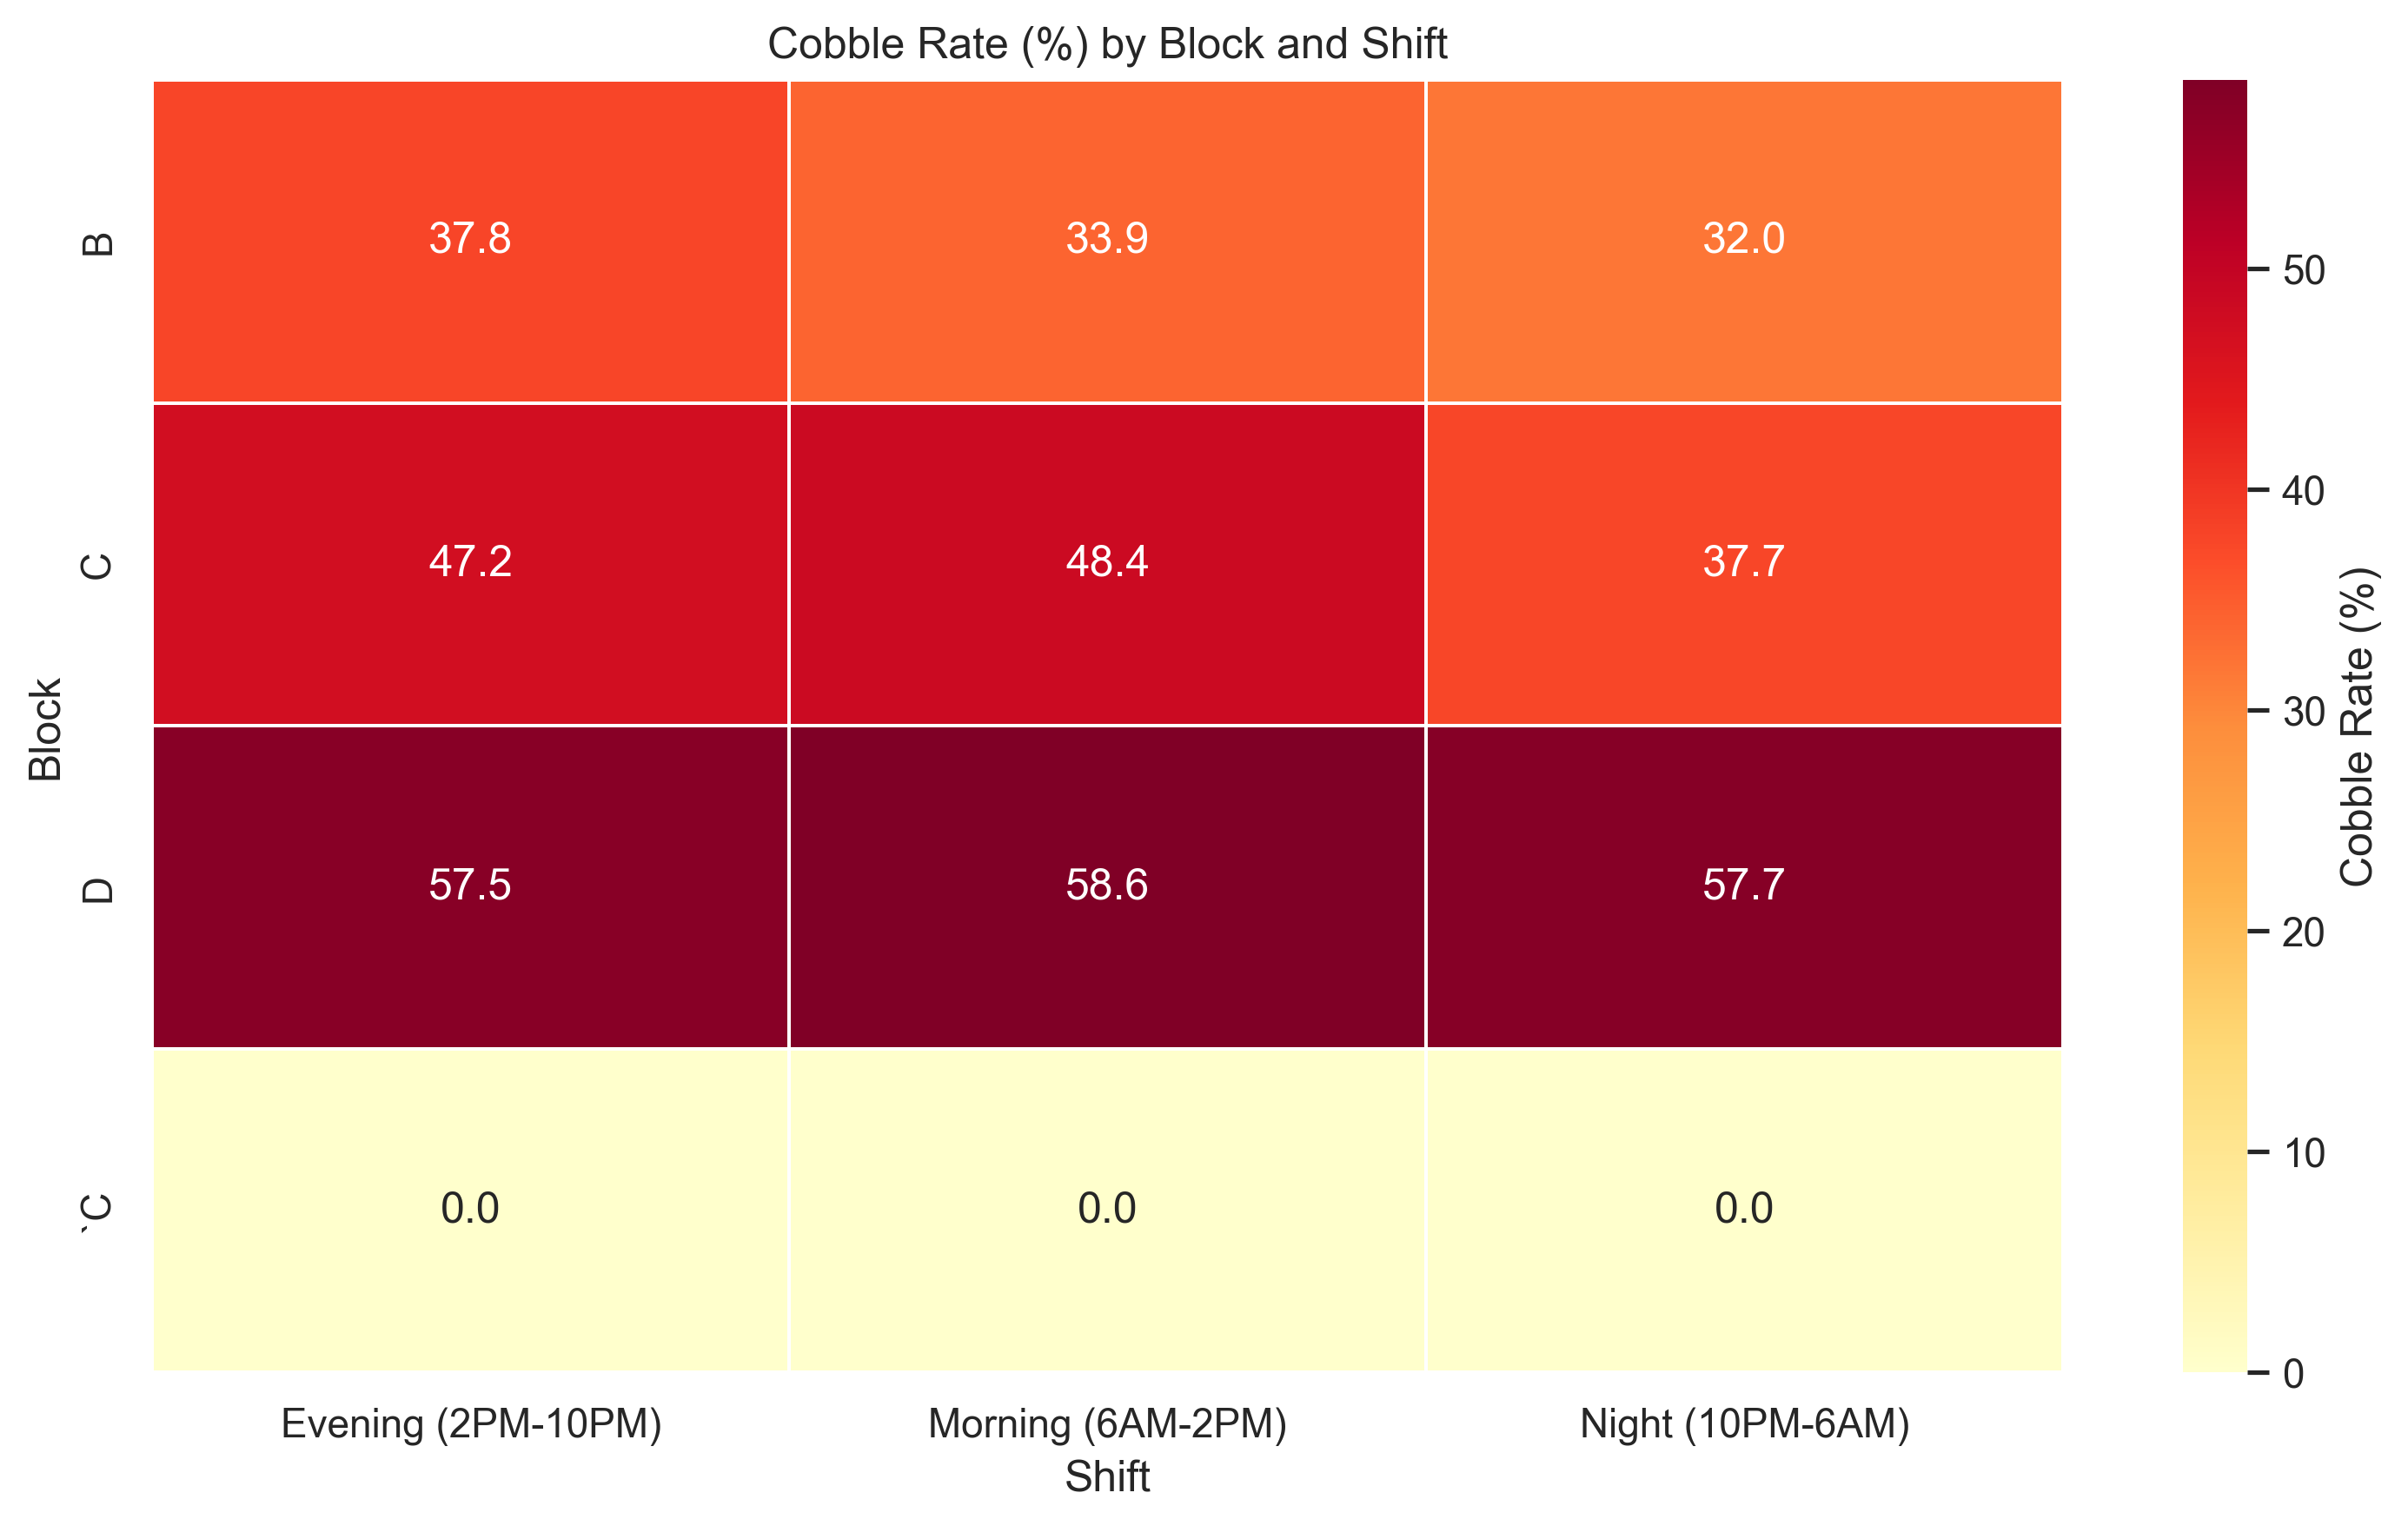 Cobble Rate (%) by Block and Shift
Block
B
37.8
33.9
32.0
C
47.2
48.4
37.7
D
57.5
58.6
57.7
`C
0.0
0.0
0.0
Evening (2PM-10PM)
Morning (6AM-2PM)
Night (10PM-6AM)
Shift
50
40
30
20
10
0
Cobble Rate (%)